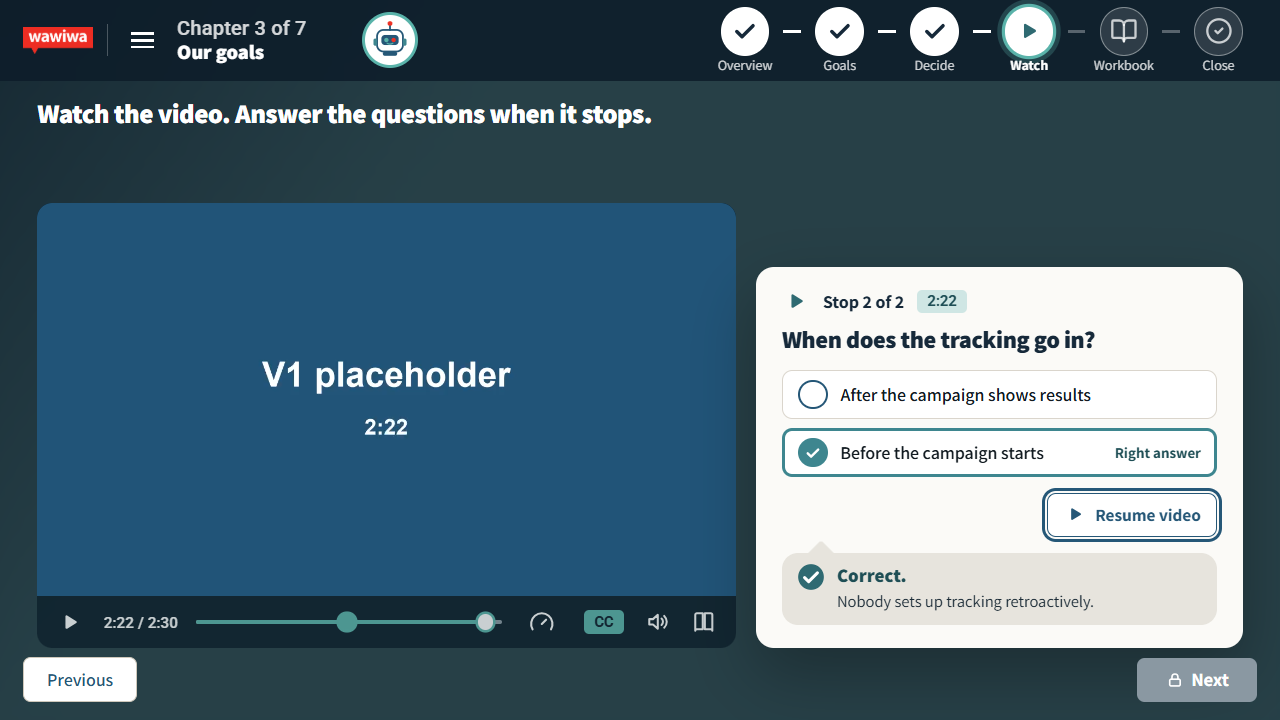 wawiwa
Chapter 3 of 7
Our goals
Overview
Goals
Decide
Watch
Workbook
Close
Watch the video. Answer the questions when it stops.
V1 placeholder
2:22
2:22 / 2:30
CC
Stop 2 of 2
2:22
When does the tracking go in?
After the campaign shows results
Before the campaign starts
Right answer
Resume video
Correct.
Nobody sets up tracking retroactively.
Previous
Next